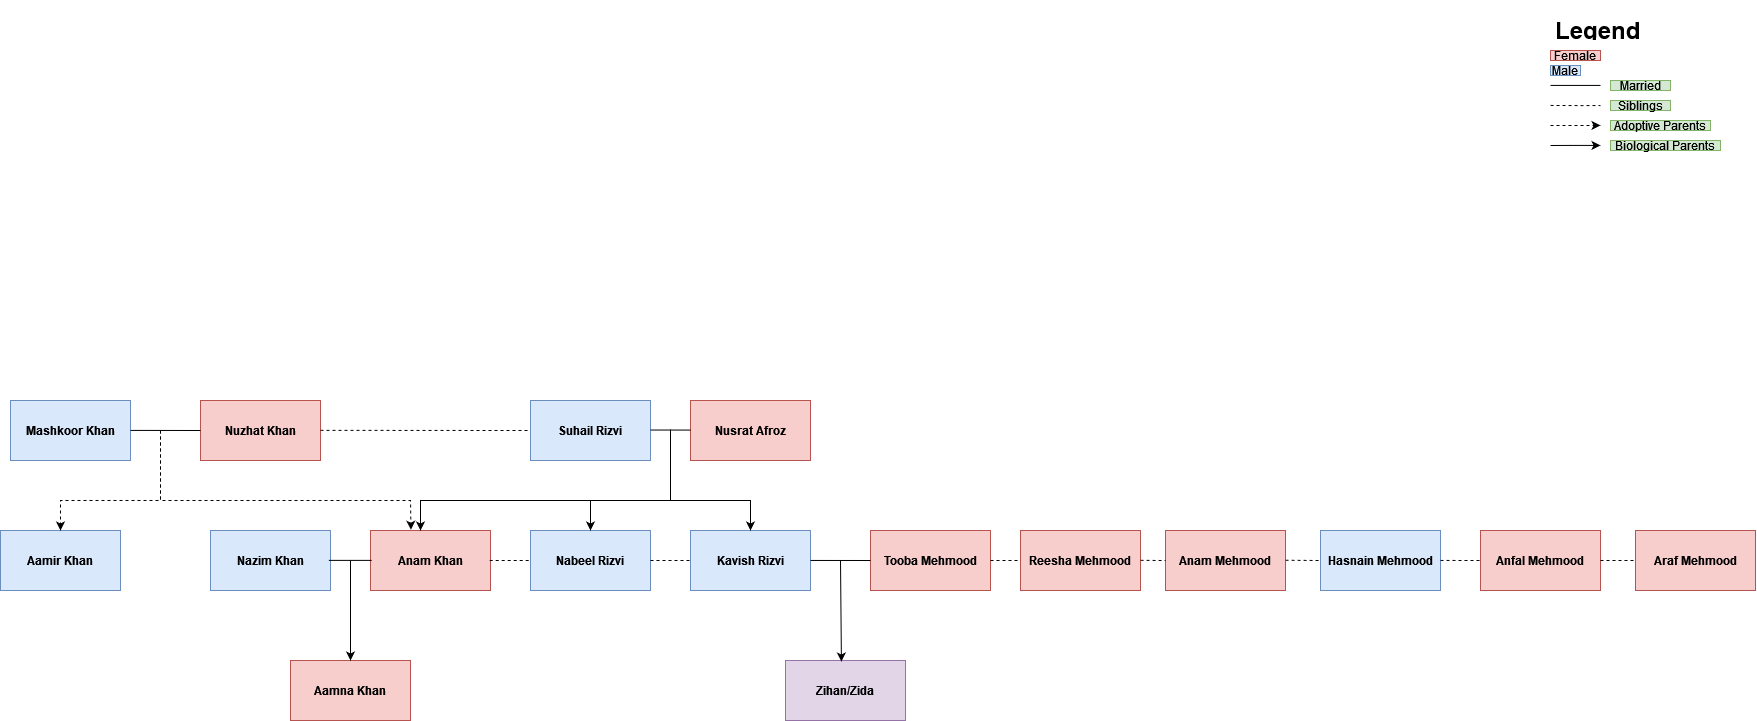 Legend
Female
Male
Married
Siblings
Adoptive Parents
Biological Parents
Mashkoor Khan
Nuzhat Khan
Suhail Rizvi
Nusrat Afroz
Aamir Khan
Nazim Khan
Anam Khan
Nabeel Rizvi
Kavish Rizvi
Tooba Mehmood
Reesha Mehmood
Anam Mehmood
Hasnain Mehmood
Anfal Mehmood
Araf Mehmood
Aamna Khan
Zihan/Zida